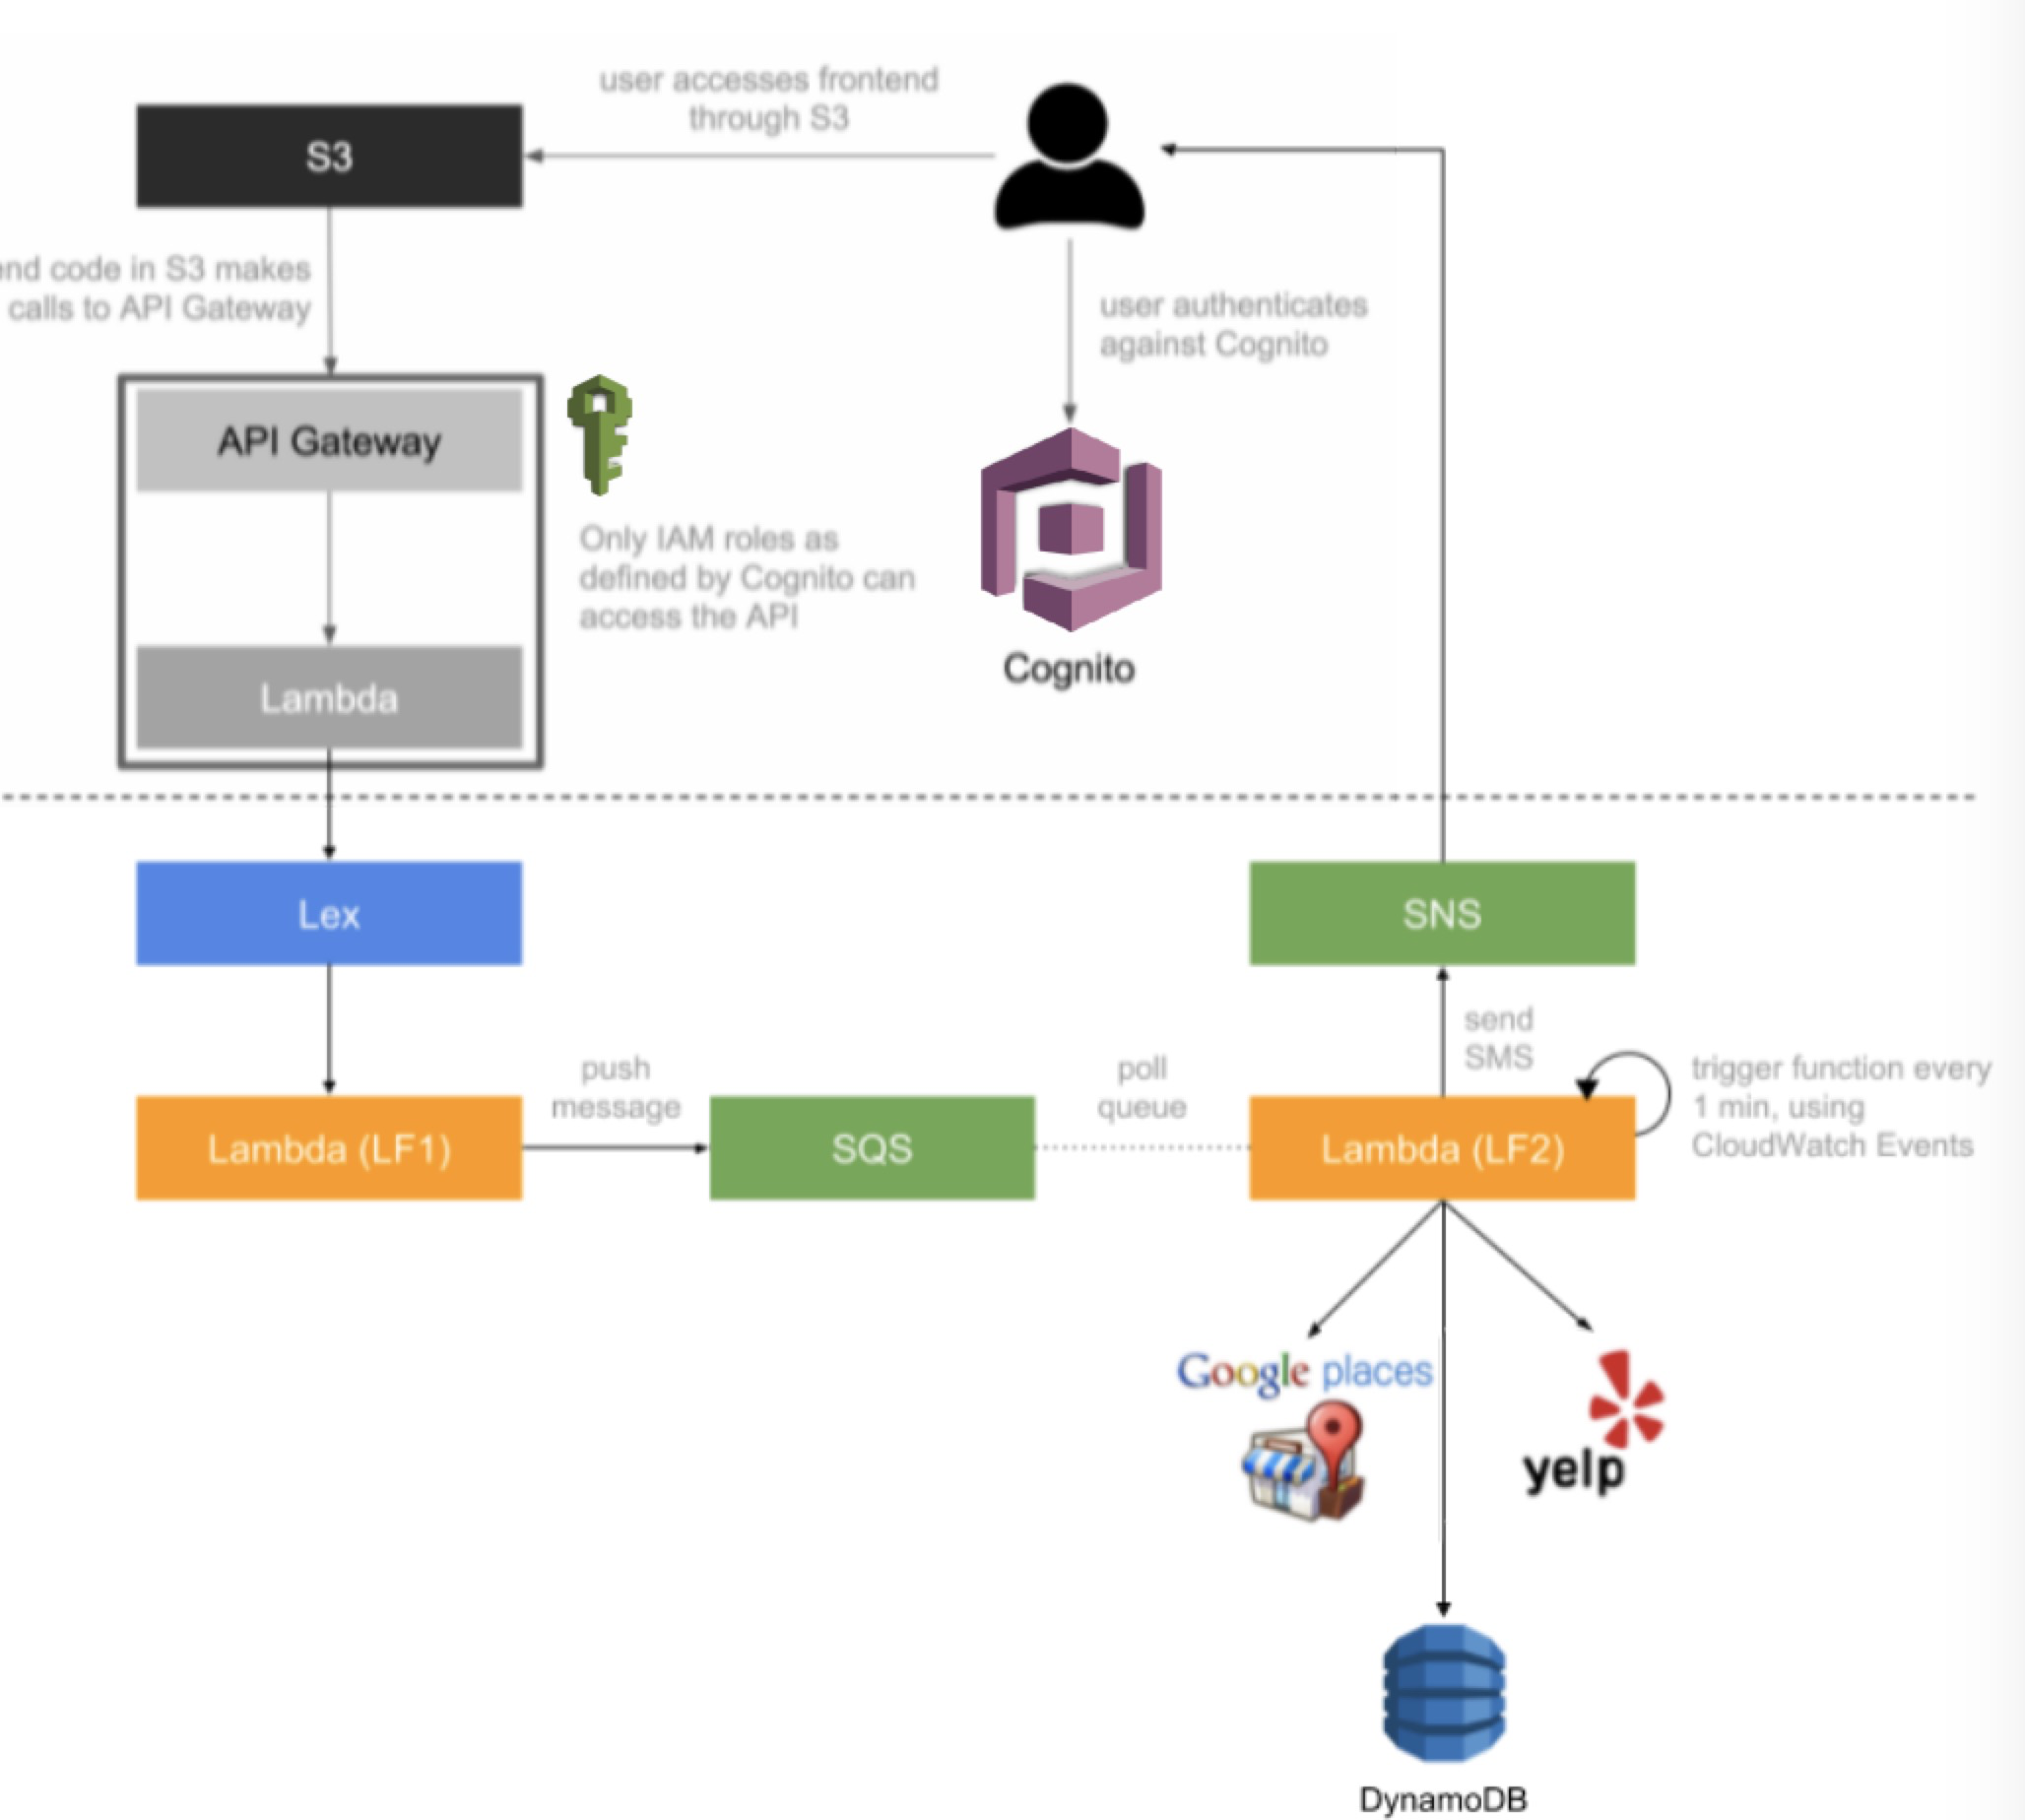 user accesses frontend
through S3
S3
end code in S3 makes
calls to API Gateway
user authenticates
against Cognito
API Gateway
Only IAM roles as
defined by Cognito can
access the API
Lambda
Cognito
Lex
SNS
send
SMS
push
message
poll
queue
trigger function every
1 min, using
CloudWatch Events
Lambda (LF1)
SQS
Lambda (LF2)
Google places
yelp
DynamoDB